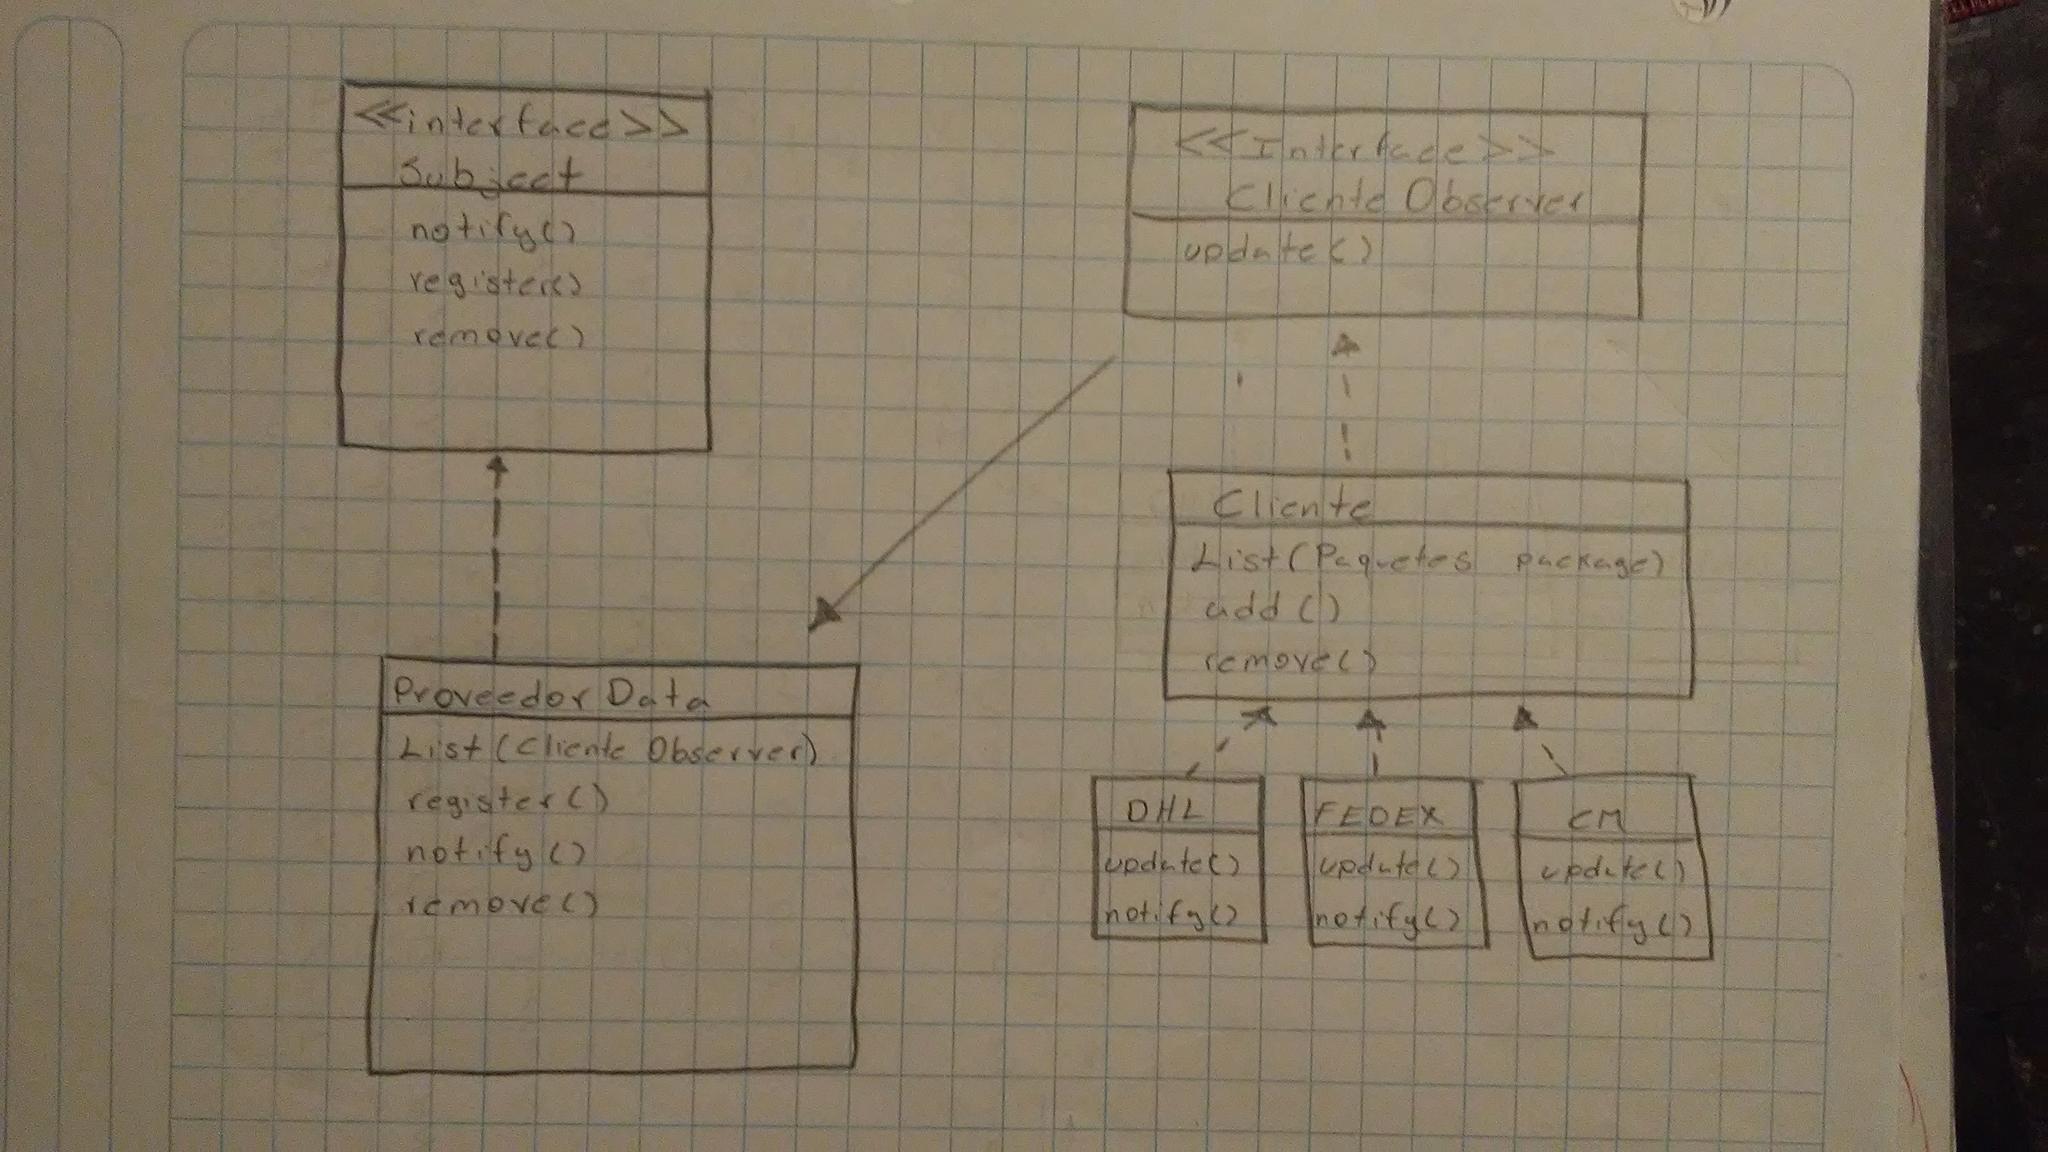 <<interface>>
Subject
notify()
register()
remove()
<<Interface>>
Cliente Observer
update()
Cliente
List(Paquetes package)
add()
remove()
Proveedor Data
List(Cliente Observer)
register()
notify()
remove()
DHL
update()
notify()
FEDEX
update()
notify()
CM
update()
notify()